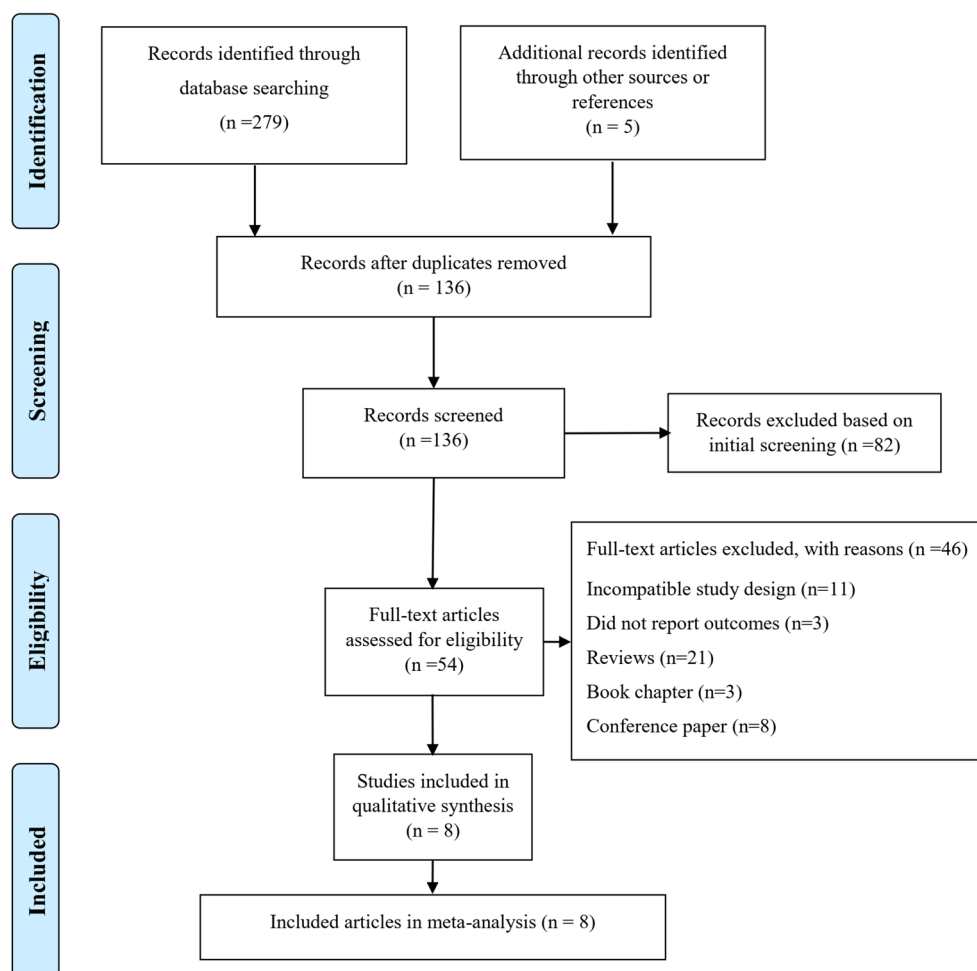 Identification
Records identified through
database searching
(n =279)
Additional records identified
through other sources or
references
(n = 5)
Records after duplicates removed
(n = 136)
Screening
Records screened
(n =136)
Records excluded based on
initial screening (n =82)
Eligibility
Full-text articles
assessed for eligibility
(n =54)
Full-text articles excluded, with reasons (n =46)
Incompatible study design (n=11)
Did not report outcomes (n=3)
Reviews (n=21)
Book chapter (n=3)
Conference paper (n=8)
Included
Studies included in
qualitative synthesis
(n = 8)
Included articles in meta-analysis (n = 8)